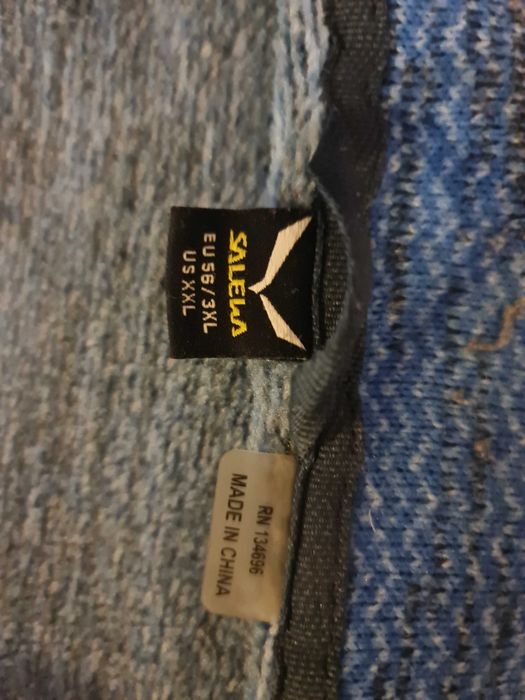 SALEWA
EU 56 / 3XL
US XXL
RN 134696
MADE IN CHINA